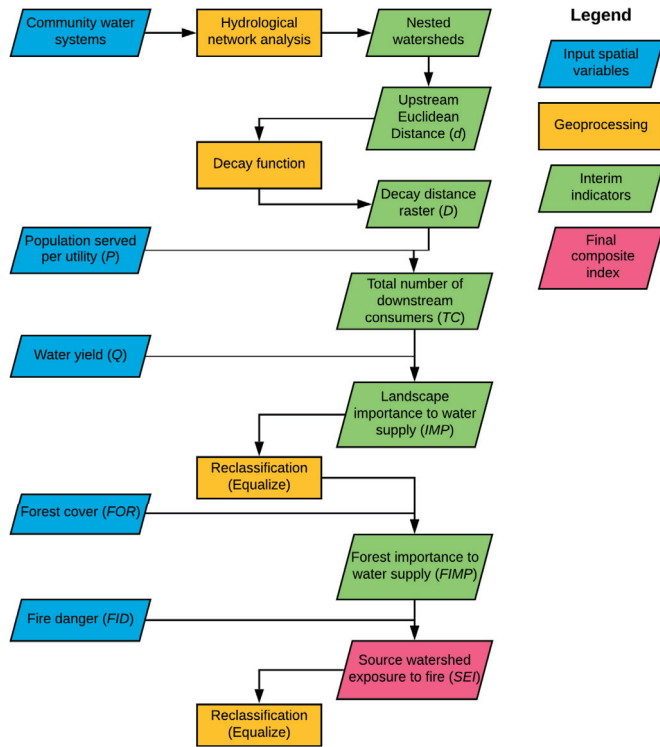 Community water
systems
Hydrological
network analysis
Nested
watersheds
Upstream
Euclidean
Distance (d)
Decay function
Decay distance
raster (D)
Population served
per utility (P)
Total number of
downstream
consumers (TC)
Water yield (Q)
Landscape
importance to water
supply (IMP)
Reclassification
(Equalize)
Forest cover (FOR)
Forest importance to
water supply (FIMP)
Fire danger (FID)
Source watershed
exposure to fire (SEI)
Reclassification
(Equalize)
Legend
Input spatial
variables
Geoprocessing
Interim
indicators
Final
composite
index